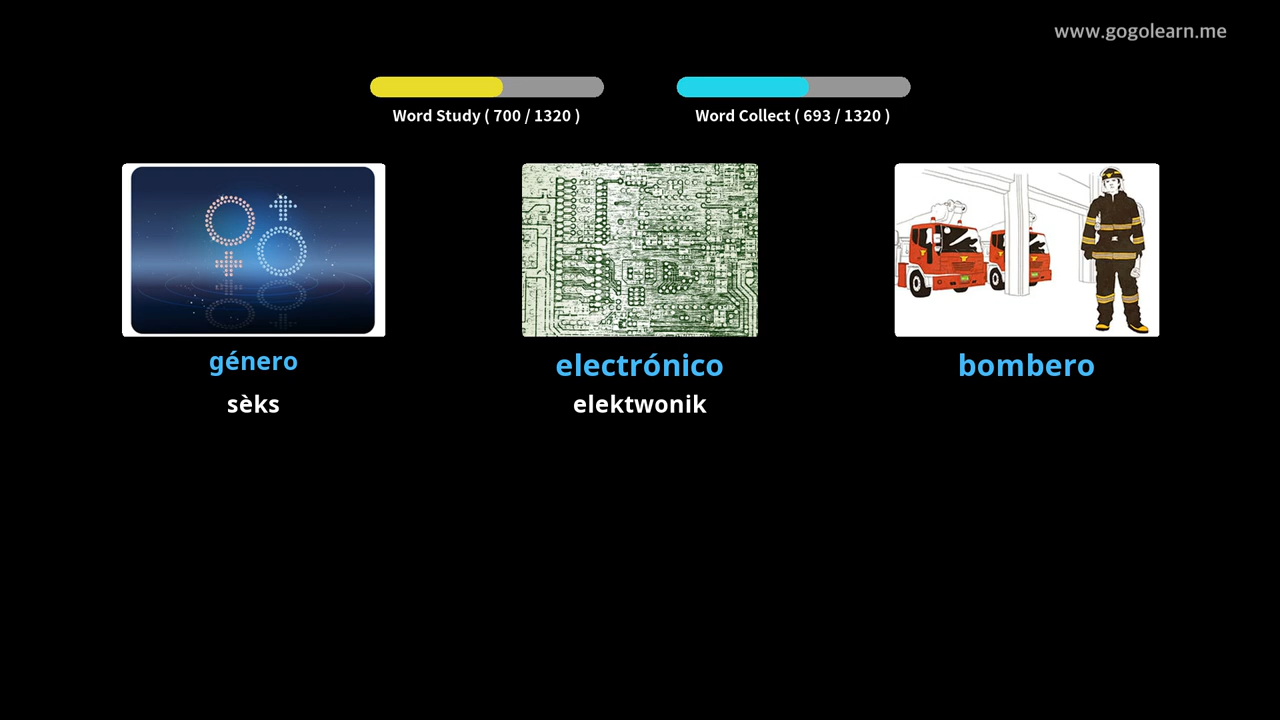 www.gogolearn.me
Word Study ( 700 / 1320 )
Word Collect ( 693 / 1320 )
género
electrónico
bombero
sèks
elektwonik